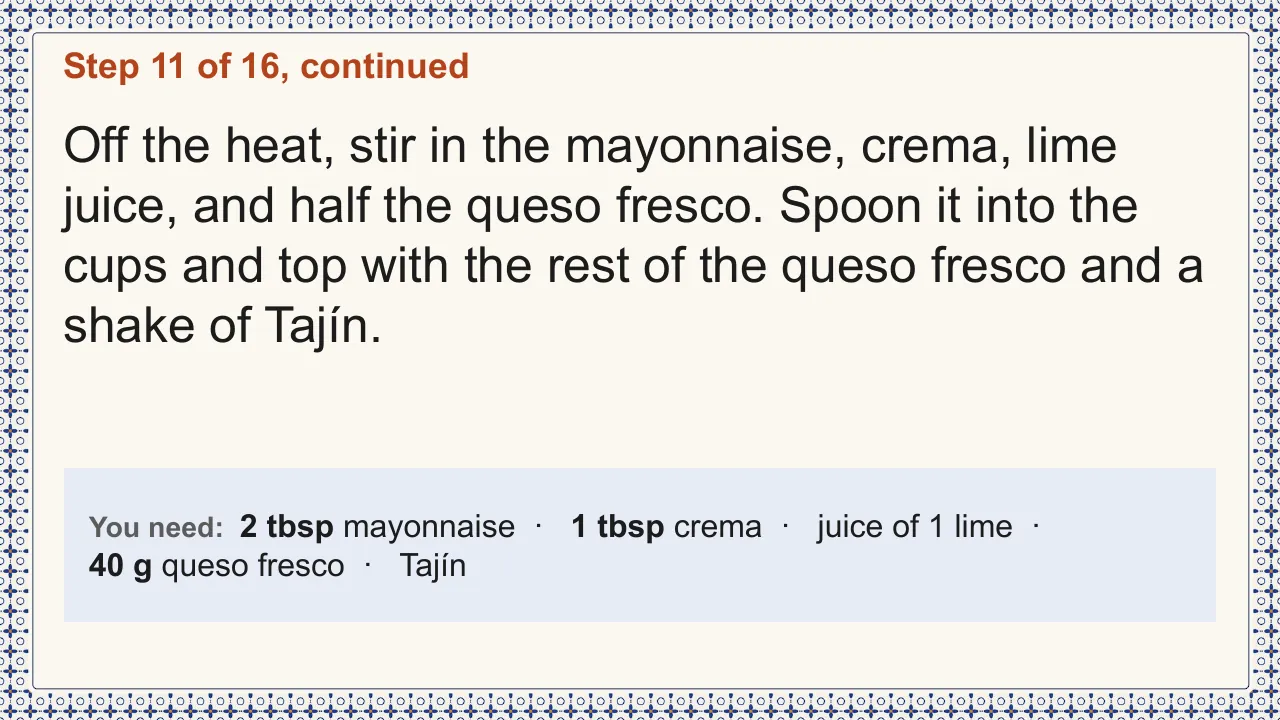 Step 11 of 16, continued
Off the heat, stir in the mayonnaise, crema, lime
juice, and half the queso fresco. Spoon it into the
cups and top with the rest of the queso fresco and a
shake of Tajín.
You need: 2 tbsp mayonnaise · 1 tbsp crema · juice of 1 lime ·
40 g queso fresco · Tajín